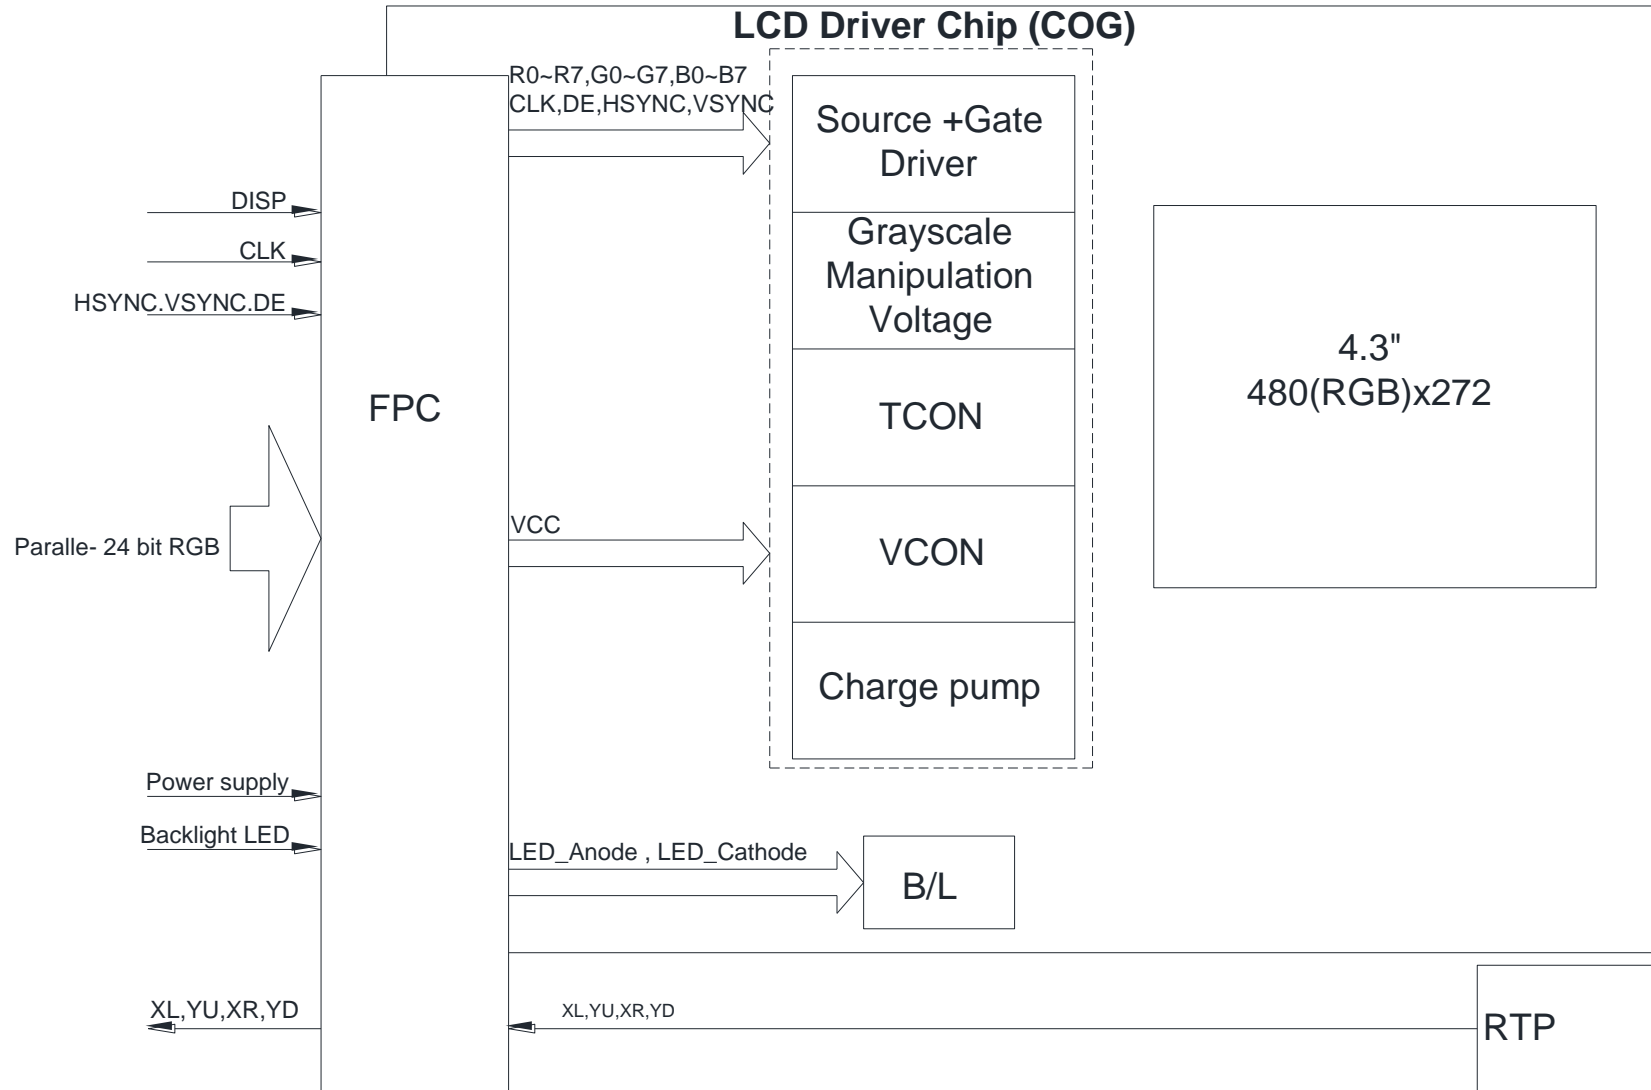 LCD Driver Chip (COG)
R0~R7,G0~G7,B0~B7
CLK,DE,HSYNC,VSYNC
Source +Gate
Driver
DISP
Grayscale
Manipulation
Voltage
CLK
HSYNC.VSYNC.DE
4.3"
480(RGB)x272
FPC
TCON
VCC
Paralle- 24 bit RGB
VCON
Charge pump
Power supply
Backlight LED
LED_Anode , LED_Cathode
B/L
XL,YU,XR,YD
XL,YU,XR,YD
RTP